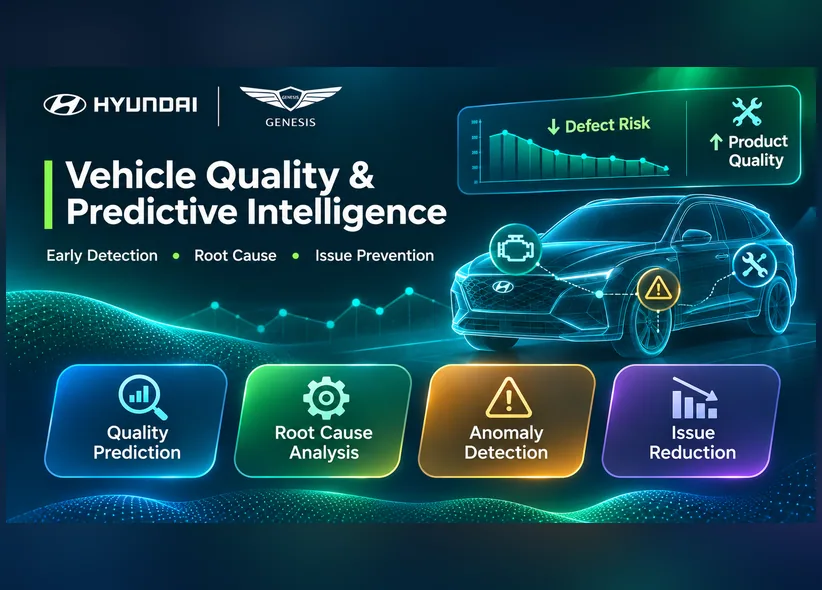 HYUNDAI
GENESIS
GENESIS
Vehicle Quality &
Predictive Intelligence
Early Detection • Root Cause • Issue Prevention
↓ Defect Risk
↑ Product
Quality
Quality
Prediction
Root Cause
Analysis
Anomaly
Detection
Issue
Reduction